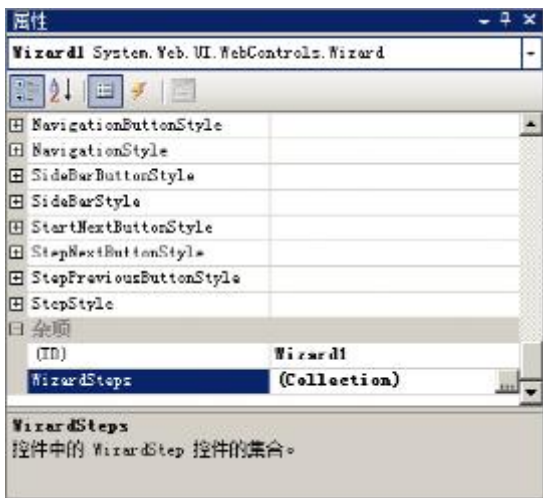 属性
Wizard1 System.Web.UI.WebControls.Wizard
NavigationButtonStyle
NavigationStyle
SideBarButtonStyle
SideBarStyle
StartNextButtonStyle
StepNextButtonStyle
StepPreviousButtonStyle
StepStyle
杂项
(ID) Wizard1
WizardSteps (Collection) ...
WizardSteps
控件中的 WizardStep 控件的集合。